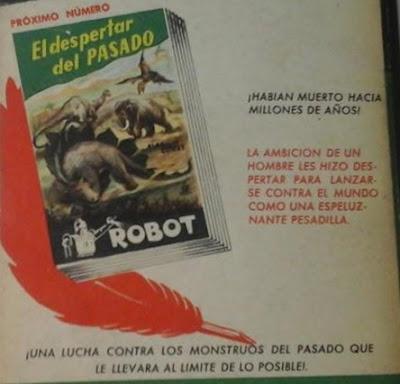 PRÓXIMO NÚMERO
El despertar
del PASADO
ROBOT
¡HABIAN MUERTO HACIA
MILLONES DE AÑOS!
LA AMBICION DE UN
HOMBRE LES HIZO DES-
PERTAR PARA LANZAR-
SE CONTRA EL MUNDO
COMO UNA ESPELUZ-
NANTE PESADILLA.
¡UNA LUCHA CONTRA LOS MONSTRUOS DEL PASADO QUE
LE LLEVARA AL LIMITE DE LO POSIBLE!.